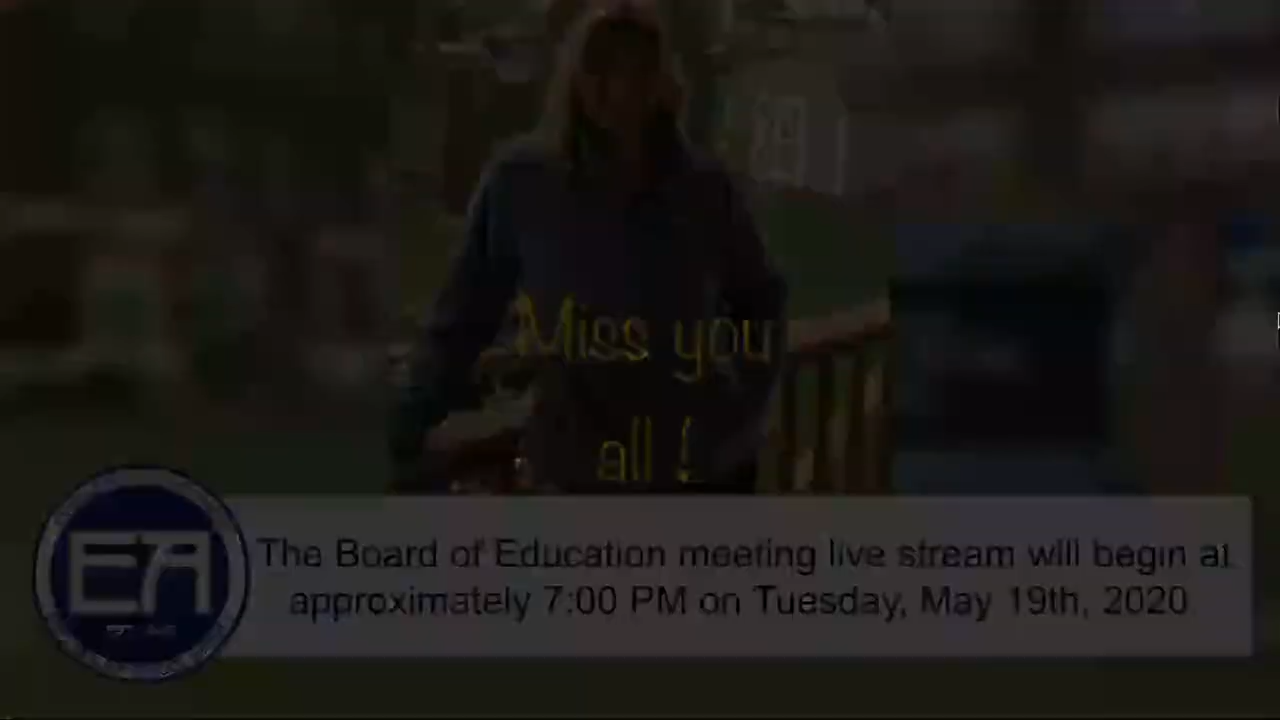 Miss you
all !
EA
The Board of Education meeting live stream will begin at
approximately 7:00 PM on Tuesday, May 19th, 2020